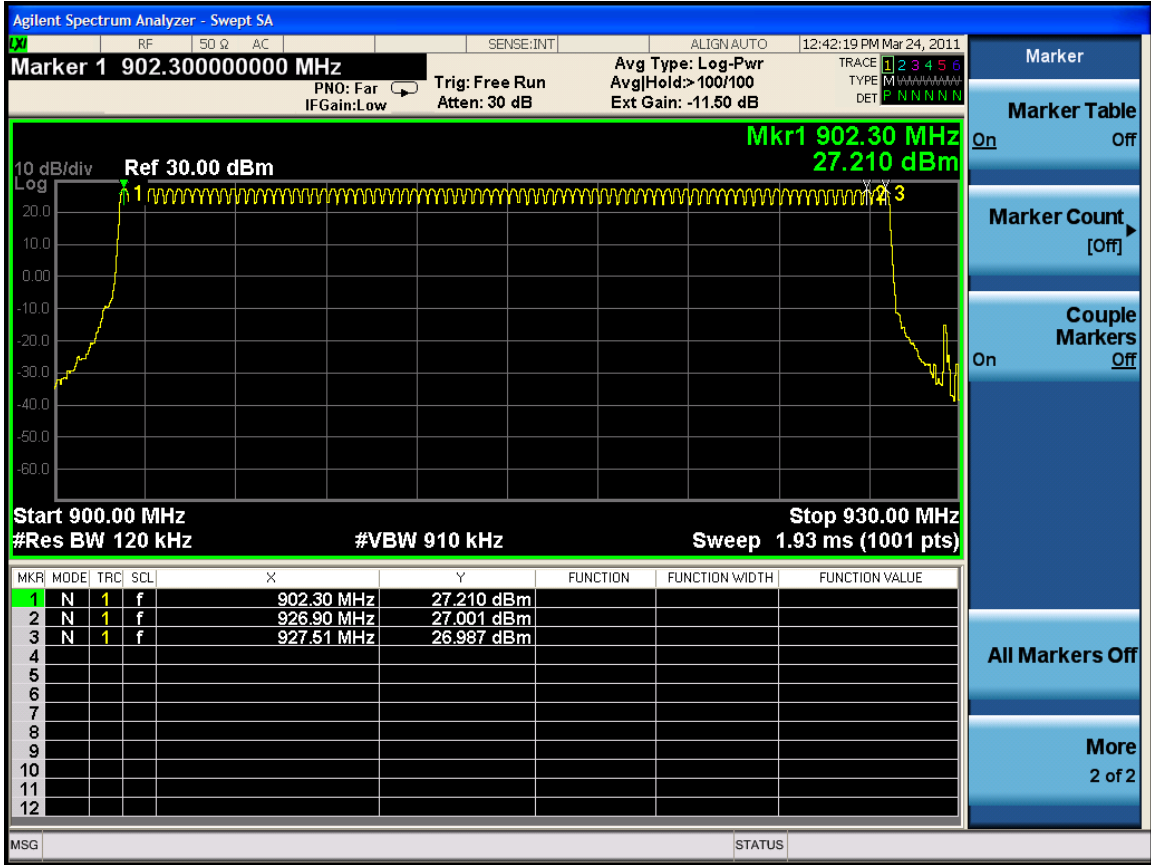 Agilent Spectrum Analyzer - Swept SA
LXI RF 50 Ω AC SENSE:INT ALIGN AUTO 12:42:19 PM Mar 24, 2011
Marker 1 902.300000000 MHz
PNO: Far
IFGain:Low
Trig: Free Run
Atten: 30 dB
Avg Type: Log-Pwr
Avg|Hold:>100/100
Ext Gain: -11.50 dB
TRACE 1 2 3 4 5 6
TYPE M W W W W W
DET P N N N N N
Mkr1 902.30 MHz
27.210 dBm
10 dB/div Ref 30.00 dBm
Log
1 2 3
20.0
10.0
0.00
-10.0
-20.0
-30.0
-40.0
-50.0
-60.0
Start 900.00 MHz Stop 930.00 MHz
#Res BW 120 kHz #VBW 910 kHz Sweep 1.93 ms (1001 pts)
MKR MODE TRC SCL X Y FUNCTION FUNCTION WIDTH FUNCTION VALUE
1 N 1 f 902.30 MHz 27.210 dBm
2 N 1 f 926.90 MHz 27.001 dBm
3 N 1 f 927.51 MHz 26.987 dBm
4
5
6
7
8
9
10
11
12
MSG STATUS
Marker
Marker Table
On Off
Marker Count
[Off]
Couple
Markers
On Off
All Markers Off
More
2 of 2